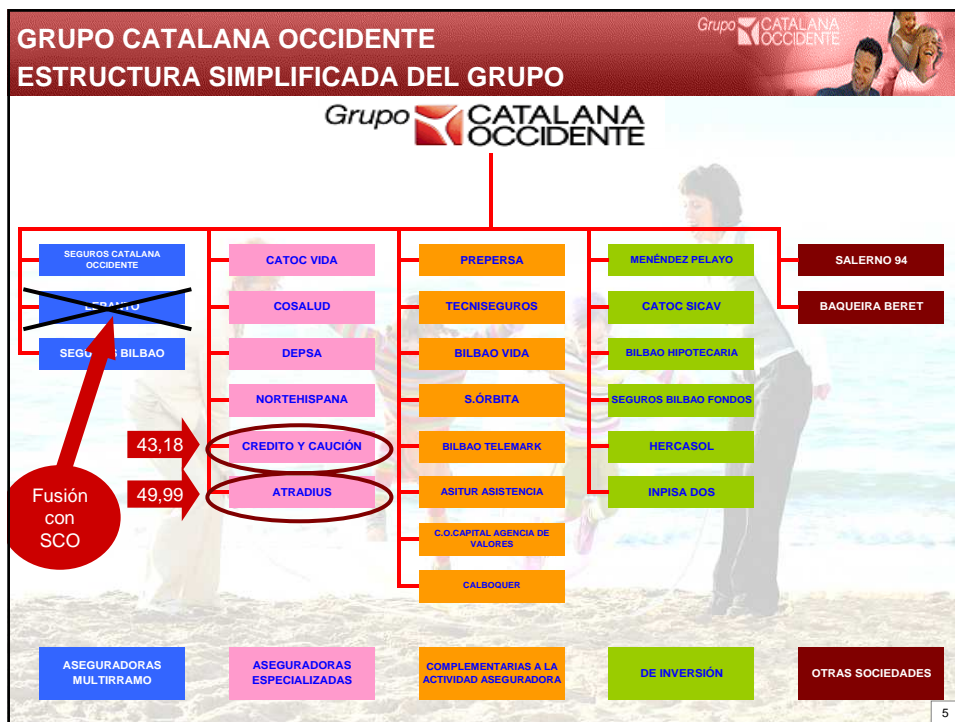 GRUPO CATALANA OCCIDENTE
ESTRUCTURA SIMPLIFICADA DEL GRUPO
Grupo CATALANA
OCCIDENTE
Grupo CATALANA
OCCIDENTE
SEGUROS CATALANA
OCCIDENTE
LEPANTO
SEGUROS BILBAO
Fusión
con
SCO
CATOC VIDA
COSALUD
DEPSA
NORTEHISPANA
43,18
CREDITO Y CAUCIÓN
49,99
ATRADIUS
PREPERSA
TECNISEGUROS
BILBAO VIDA
S.ÓRBITA
BILBAO TELEMARK
ASITUR ASISTENCIA
C.O.CAPITAL AGENCIA DE
VALORES
CALBOQUER
MENÉNDEZ PELAYO
CATOC SICAV
BILBAO HIPOTECARIA
SEGUROS BILBAO FONDOS
HERCASOL
INPISA DOS
SALERNO 94
BAQUEIRA BERET
ASEGURADORAS
MULTIRRAMO
ASEGURADORAS
ESPECIALIZADAS
COMPLEMENTARIAS A LA
ACTIVIDAD ASEGURADORA
DE INVERSIÓN
OTRAS SOCIEDADES
5